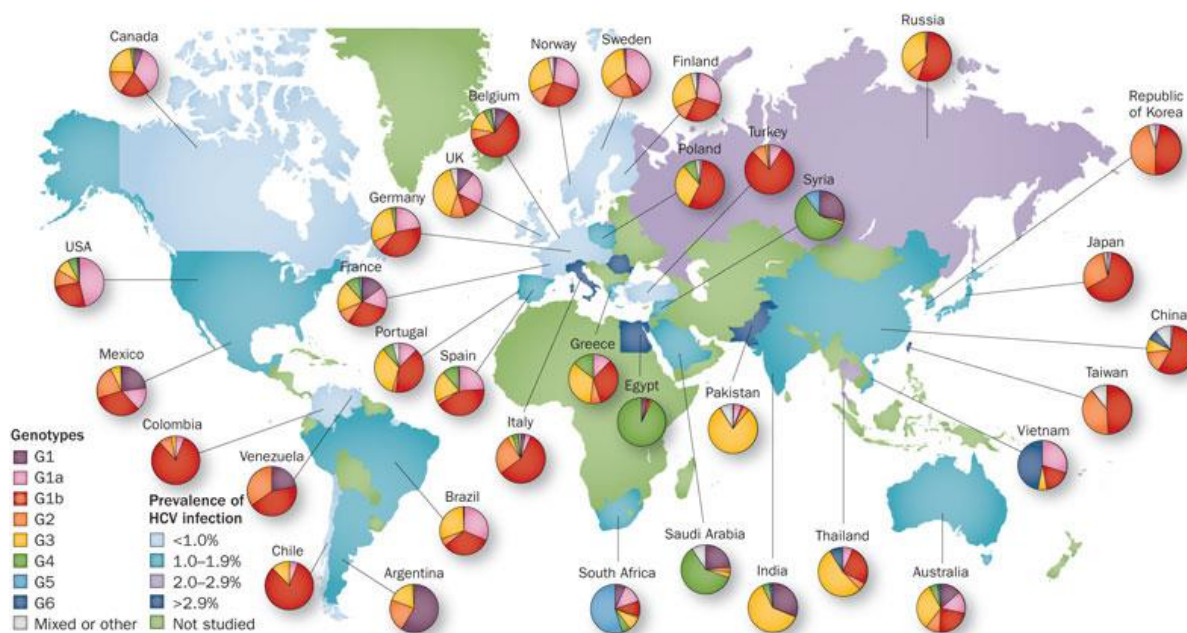 Canada
Norway
Sweden
Finland
Russia
Belgium
Republic
of Korea
Turkey
Poland
UK
Syria
Germany
USA
Japan
France
China
Portugal
Spain
Greece
Egypt
Pakistan
Mexico
Taiwan
Italy
Vietnam
Colombia
Venezuela
Brazil
Saudi Arabia
Thailand
Chile
Argentina
South Africa
India
Australia
Genotypes
G1
G1a
G1b
G2
G3
G4
G5
G6
Mixed or other
Prevalence of
HCV infection
<1.0%
1.0–1.9%
2.0–2.9%
>2.9%
Not studied